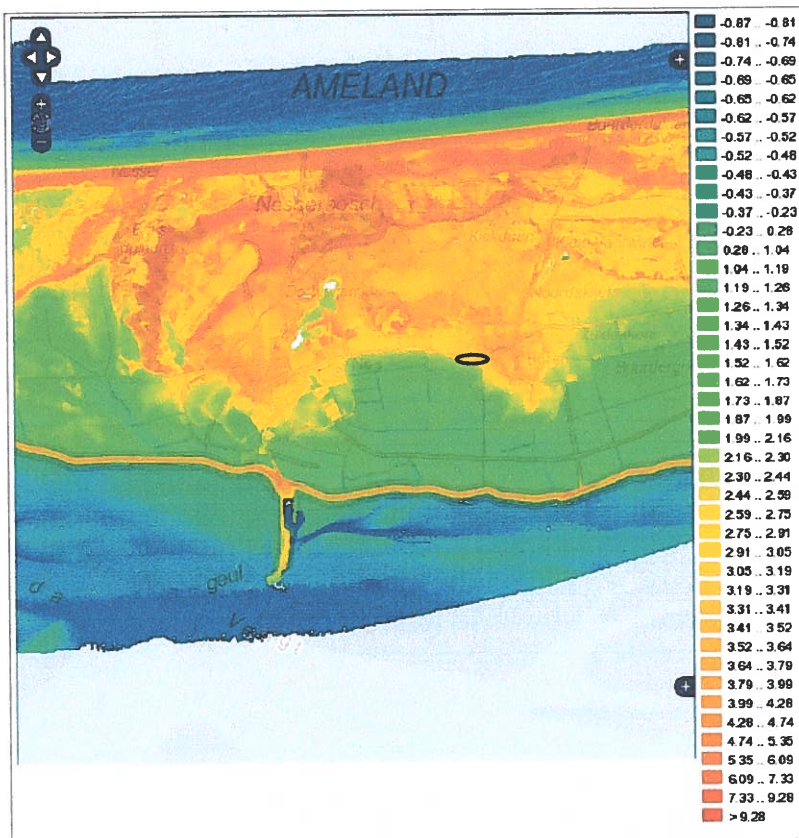 AMELAND
Nesserbosch
geul
-0.87 .. -0.81
-0.81 .. -0.74
-0.74 .. -0.69
-0.69 .. -0.65
-0.65 .. -0.62
-0.62 .. -0.57
-0.57 .. -0.52
-0.52 .. -0.48
-0.48 .. -0.43
-0.43 .. -0.37
-0.37 .. -0.23
-0.23 .. 0.28
0.28 .. 1.04
1.04 .. 1.19
1.19 .. 1.26
1.26 .. 1.34
1.34 .. 1.43
1.43 .. 1.52
1.52 .. 1.62
1.62 .. 1.73
1.73 .. 1.87
1.87 .. 1.99
1.99 .. 2.16
2.16 .. 2.30
2.30 .. 2.44
2.44 .. 2.59
2.59 .. 2.75
2.75 .. 2.91
2.91 .. 3.05
3.05 .. 3.19
3.19 .. 3.31
3.31 .. 3.41
3.41 .. 3.52
3.52 .. 3.64
3.64 .. 3.79
3.79 .. 3.99
3.99 .. 4.28
4.28 .. 4.74
4.74 .. 5.35
5.35 .. 6.09
6.09 .. 7.33
7.33 .. 9.28
> 9.28